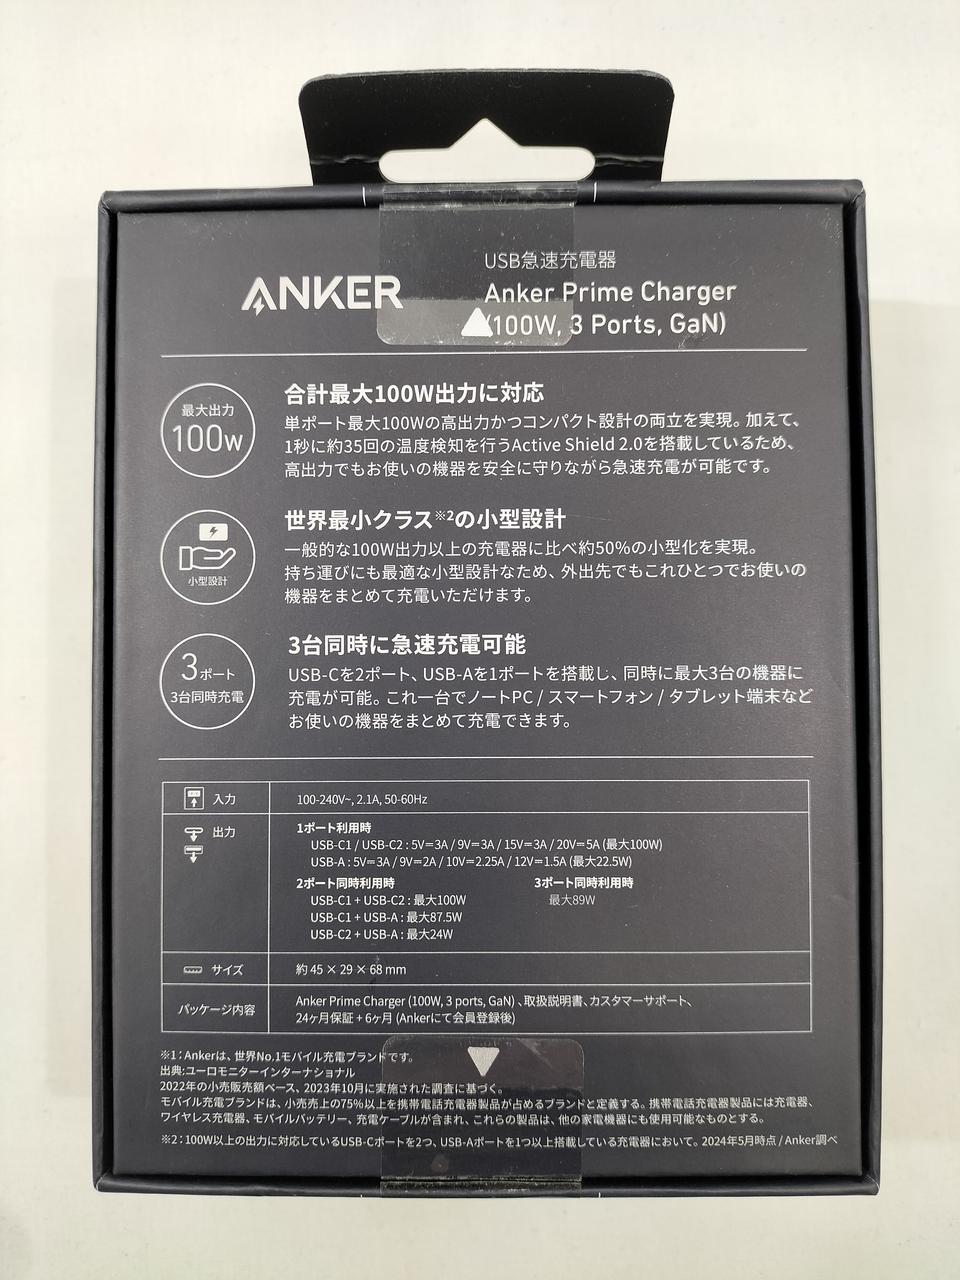 ANKER
USB急速充電器
Anker Prime Charger
(100W, 3 Ports, GaN)
最大出力
100w
合計最大100W出力に対応
単ポート最大100Wの高出力かつコンパクト設計の両立を実現。加えて、
1秒に約35回の温度検知を行うActive Shield 2.0を搭載しているため、
高出力でもお使いの機器を安全に守りながら急速充電が可能です。
小型設計
世界最小クラス※2の小型設計
一般的な100W出力以上の充電器に比べ約50%の小型化を実現。
持ち運びにも最適な小型設計なため、外出先でもこれひとつでお使いの
機器をまとめて充電いただけます。
3ポート
3台同時充電
3台同時に急速充電可能
USB-Cを2ポート、USB-Aを1ポートを搭載し、同時に最大3台の機器に
充電が可能。これ一台でノートPC / スマートフォン / タブレット端末など
お使いの機器をまとめて充電できます。
入力
100-240V~, 2.1A, 50-60Hz
出力
1ポート利用時
USB-C1 / USB-C2 : 5V=3A / 9V=3A / 15V=3A / 20V=5A (最大100W)
USB-A : 5V=3A / 9V=2A / 10V=2.25A / 12V=1.5A (最大22.5W)
2ポート同時利用時
USB-C1 + USB-C2 : 最大100W
USB-C1 + USB-A : 最大87.5W
USB-C2 + USB-A : 最大24W
3ポート同時利用時
最大89W
サイズ
約 45 × 29 × 68 mm
パッケージ内容
Anker Prime Charger (100W, 3 ports, GaN) 、取扱説明書、カスタマーサポート、
24ヶ月保証 + 6ヶ月 (Ankerにて会員登録後)
※1：Ankerは、世界No.1モバイル充電ブランドです。
出典:ユーロモニターインターナショナル
2022年の小売販売額ベース、2023年10月に実施された調査に基づく。
モバイル充電ブランドは、小売売上の75%以上を携帯電話充電器製品が占めるブランドと定義する。携帯電話充電器製品には充電器、
ワイヤレス充電器、モバイルバッテリー、充電ケーブルが含まれ、これらの製品は、他の家電機器にも使用可能なものとする。
※2：100W以上の出力に対応しているUSB-Cポートを2つ、USB-Aポートを1つ以上搭載している充電器において。2024年5月時点 / Anker調べ